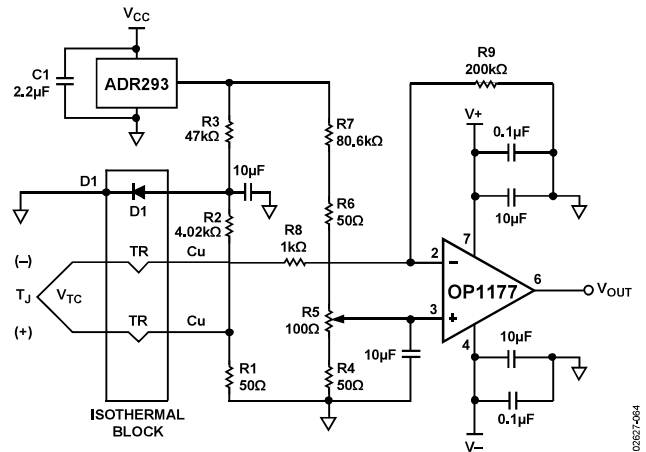 VCC
C1
2.2µF
ADR293
R9
200kΩ
R3
47kΩ
R7
80.6kΩ
V+
0.1µF
D1
D1
10µF
10µF
R2
4.02kΩ
R6
50Ω
R8
1kΩ
7
(–)
TR
Cu
2
–
OP1177
6
VOUT
TJ
VTC
R5
100Ω
3
+
(+)
TR
Cu
4
10µF
10µF
R1
50Ω
R4
50Ω
0.1µF
ISOTHERMAL
BLOCK
V–
02627-064